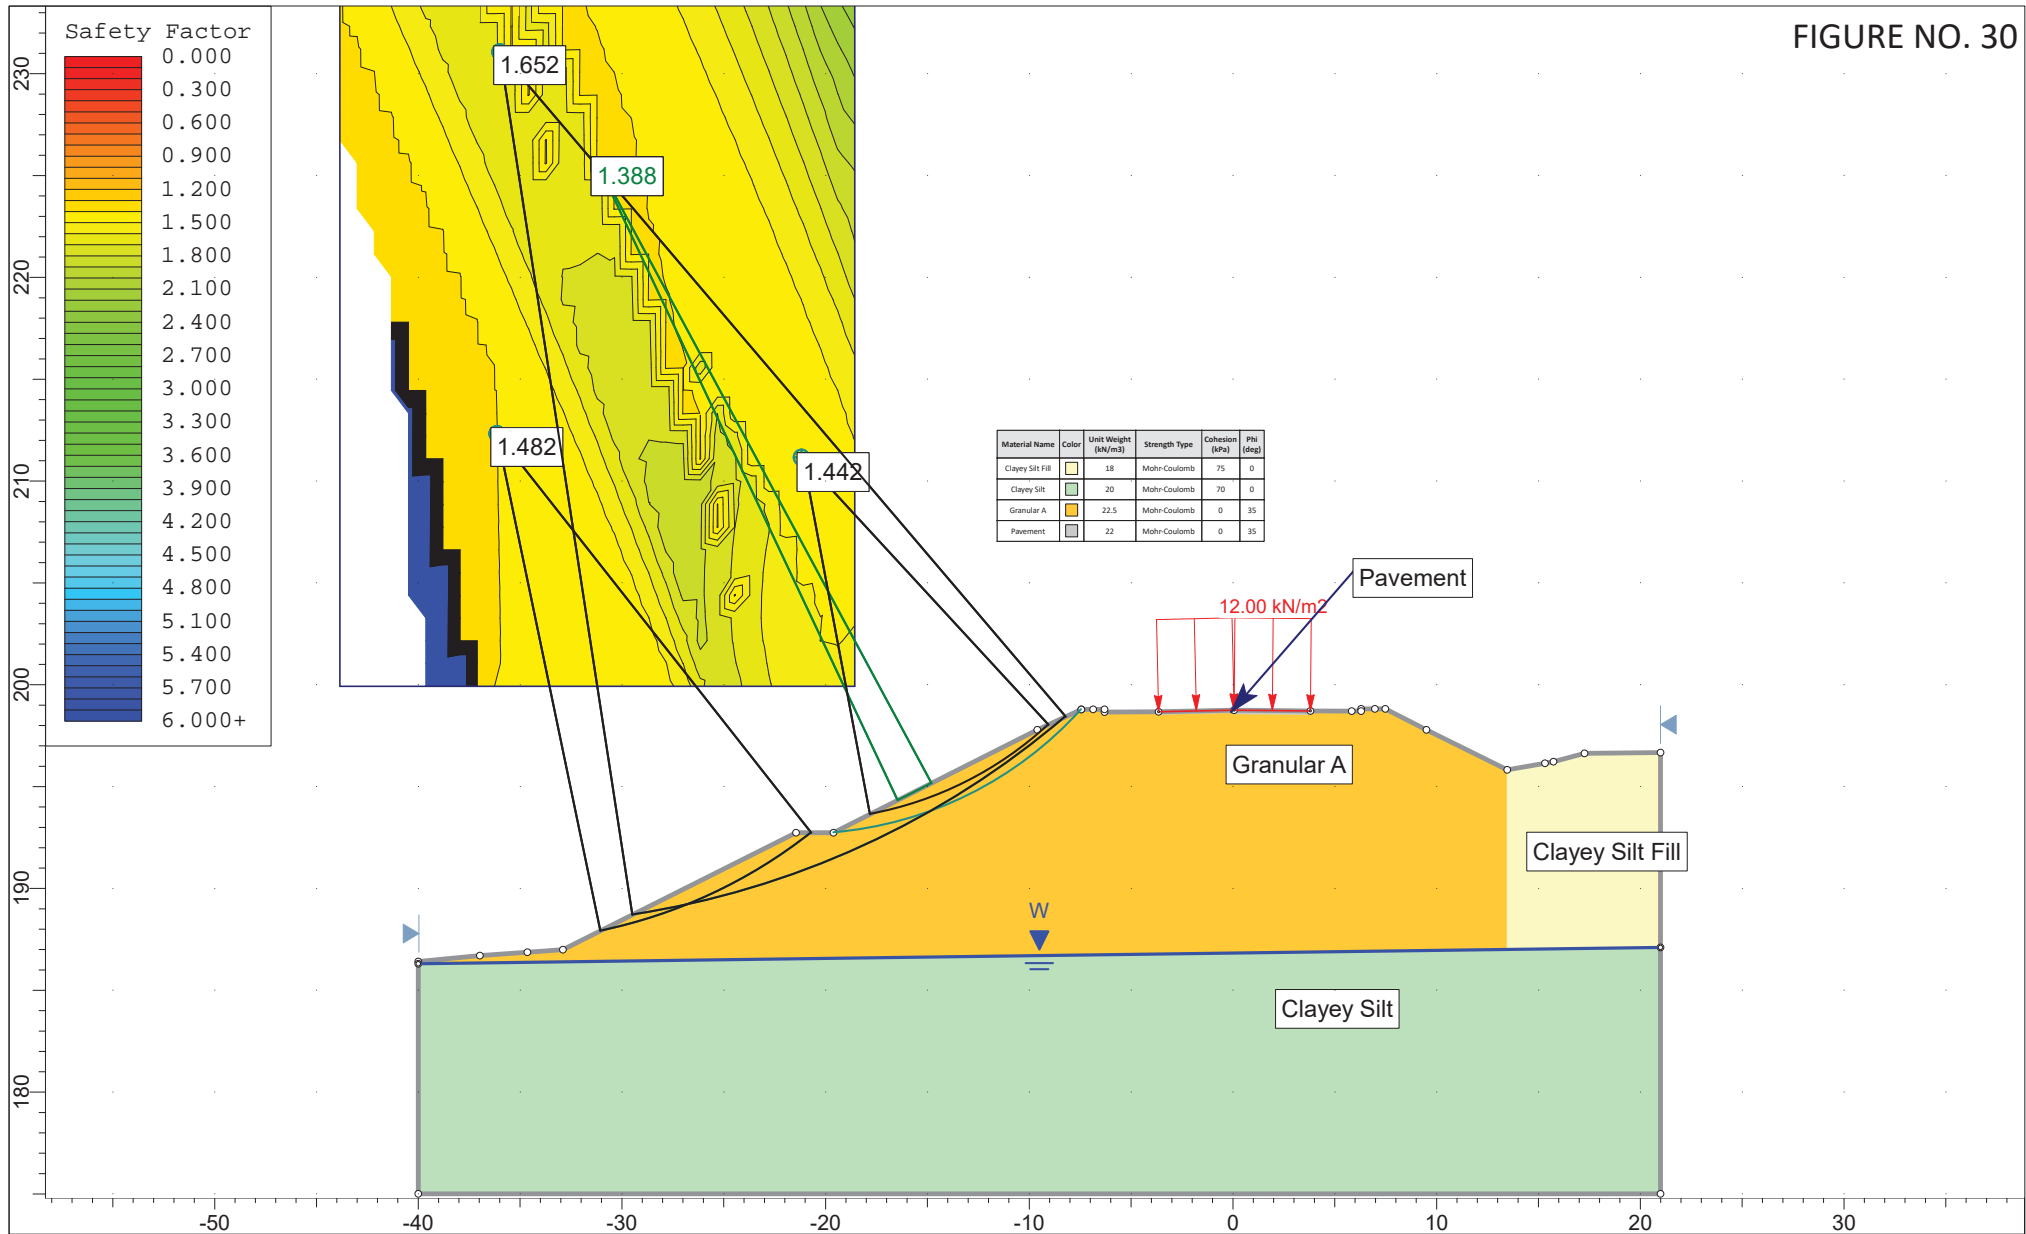 FIGURE NO. 30
Safety Factor
0.000
0.300
0.600
0.900
1.200
1.500
1.800
2.100
2.400
2.700
3.000
3.300
3.600
3.900
4.200
4.500
4.800
5.100
5.400
5.700
6.000+
230
220
210
200
190
180
1.652
1.388
1.482
1.442
Material Name Color Unit Weight (kN/m3) Strength Type Cohesion (kPa) Phi (deg)
Clayey Silt Fill 18 Mohr-Coulomb 75 0
Clayey Silt 20 Mohr-Coulomb 70 0
Granular A 22.5 Mohr-Coulomb 0 35
Pavement 22 Mohr-Coulomb 0 35
Pavement
12.00 kN/m2
Granular A
Clayey Silt Fill
W
Clayey Silt
-50 -40 -30 -20 -10 0 10 20 30